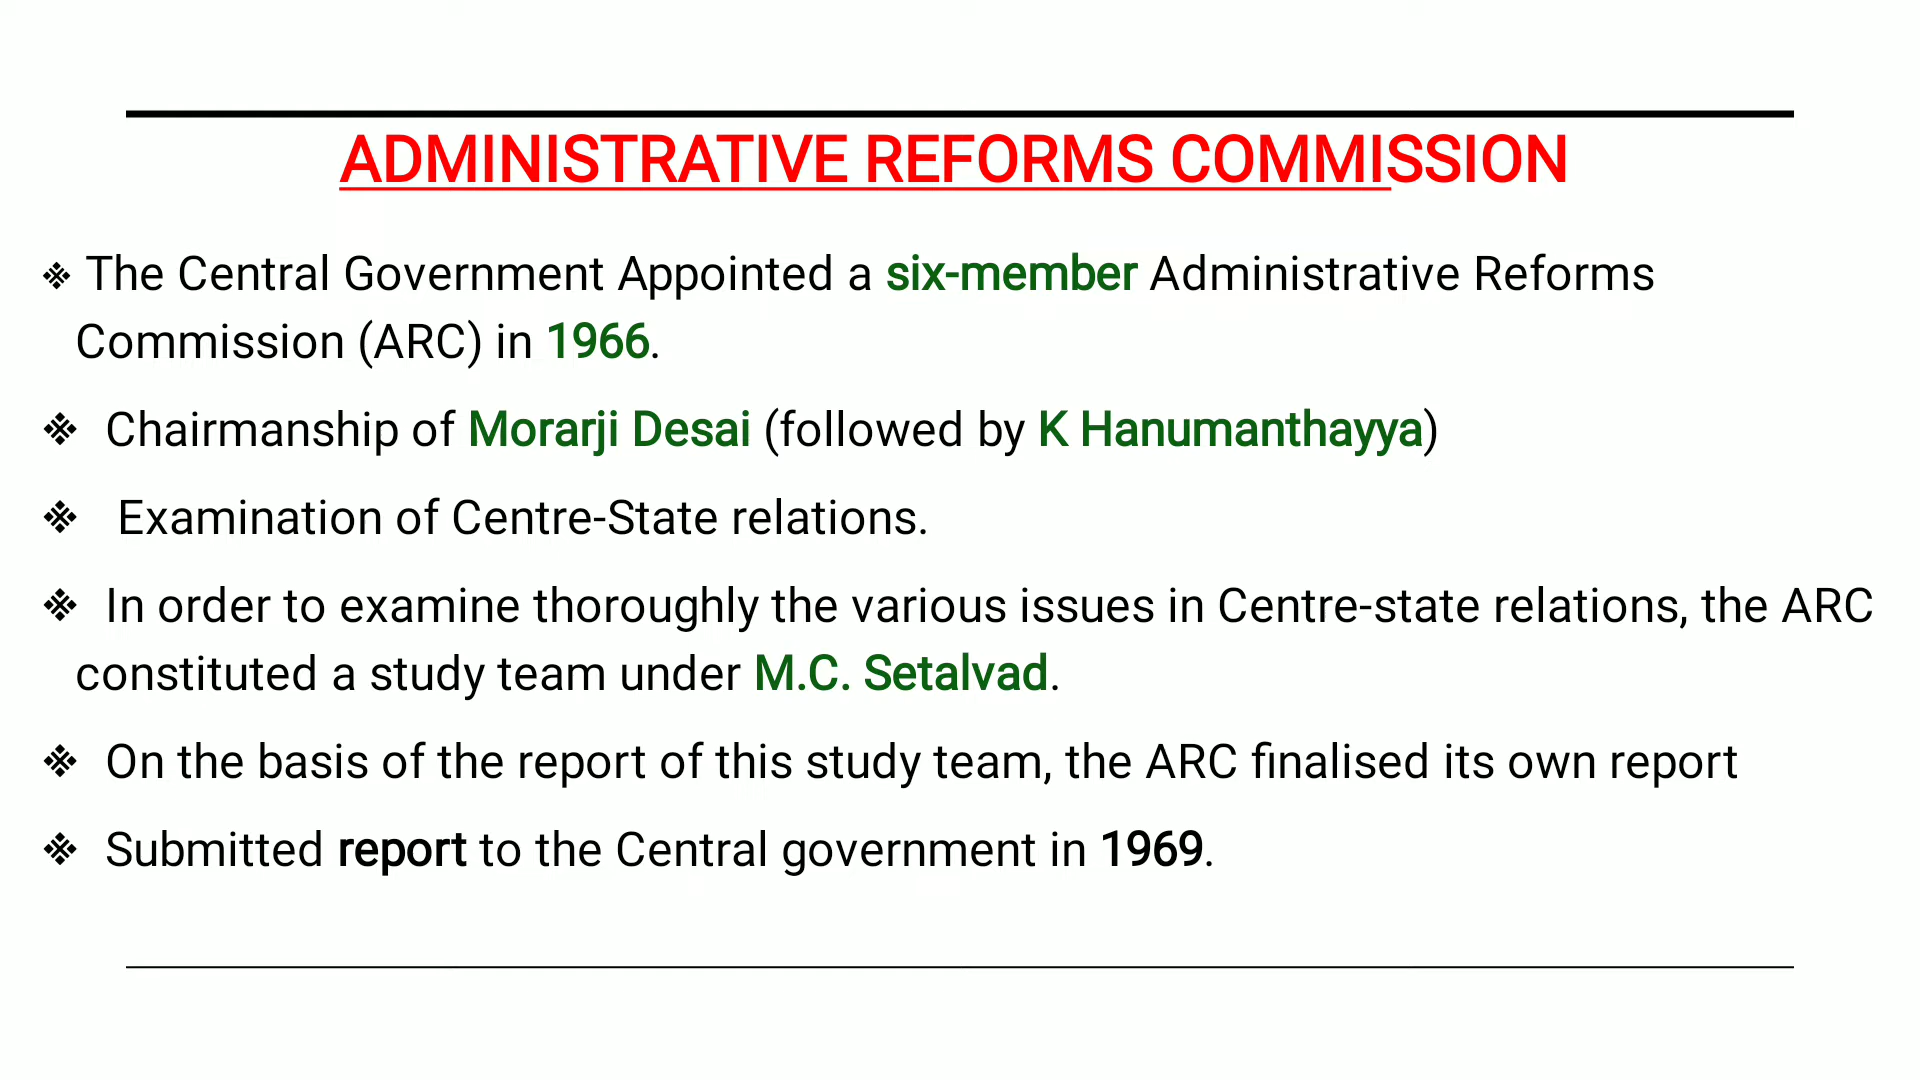 ADMINISTRATIVE REFORMS COMMISSION
❖ The Central Government Appointed a six-member Administrative Reforms
Commission (ARC) in 1966.
❖ Chairmanship of Morarji Desai (followed by K Hanumanthayya)
❖ Examination of Centre-State relations.
❖ In order to examine thoroughly the various issues in Centre-state relations, the ARC
constituted a study team under M.C. Setalvad.
❖ On the basis of the report of this study team, the ARC finalised its own report
❖ Submitted report to the Central government in 1969.